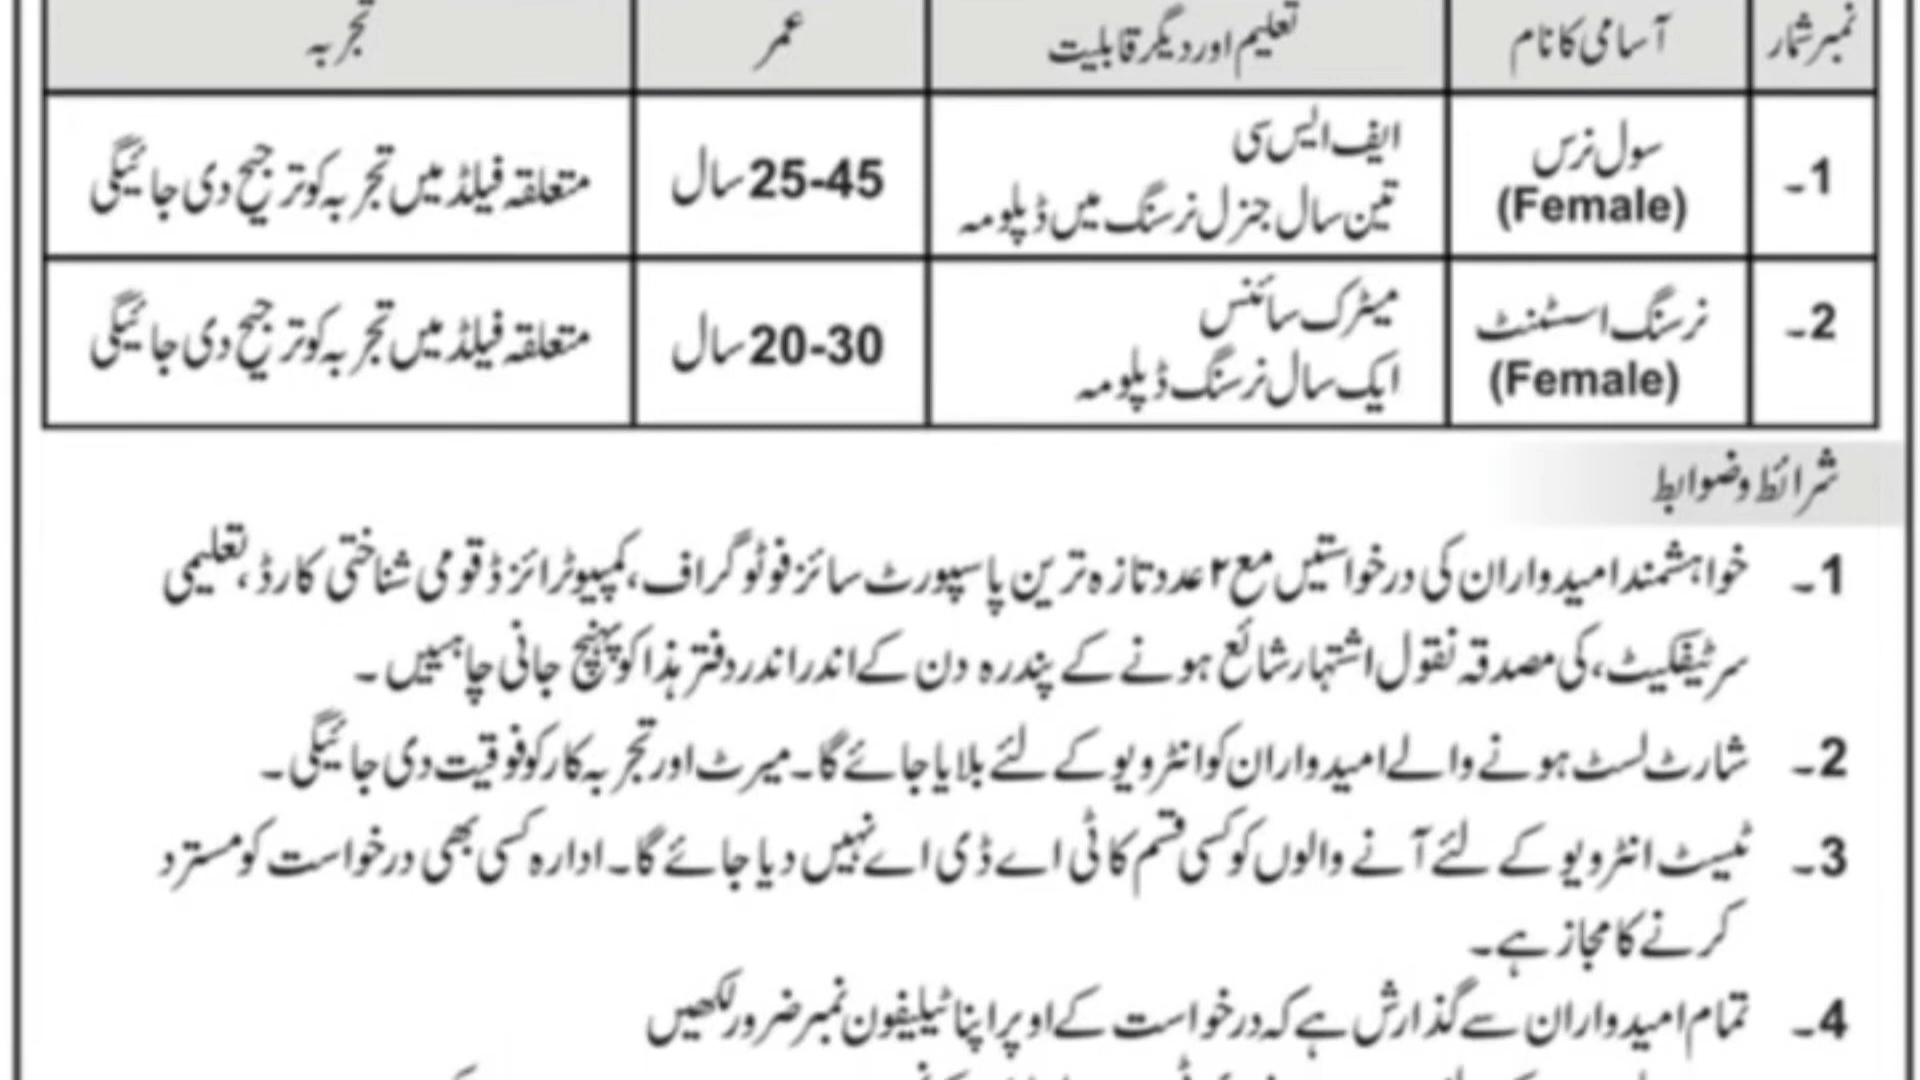 نمبر شمار آسامی کا نام تعلیم اور دیگر قابلیت عمر تجربہ
1۔ سول نرس (Female) ایف ایس سی تین سال جنرل نرسنگ میں ڈپلومہ 25-45 سال متعلقہ فیلڈ میں تجربہ کو ترجیح دی جائیگی
2۔ نرسنگ اسسٹنٹ (Female) میٹرک سائنس ایک سال نرسنگ ڈپلومہ 20-30 سال متعلقہ فیلڈ میں تجربہ کو ترجیح دی جائیگی
شرائط و ضوابط
1۔ خواہشمند امیدواران کی درخواستیں مع ۲ عدد تازہ ترین پاسپورٹ سائز فوٹو گراف، کمپیوٹرائزڈ قومی شناختی کارڈ، تعلیمی
سرٹیفکیٹ، کی مصدقہ نقول اشتہار شائع ہونے کے پندرہ دن کے اندر اندر دفتر ہذا کو پہنچ جانی چاہییں۔
2۔ شارٹ لسٹ ہونے والے امیدواران کو انٹرویو کے لئے بلایا جائے گا۔ میرٹ اور تجربہ کار کو فوقیت دی جائیگی۔
3۔ ٹیسٹ انٹرویو کے لئے آنے والوں کو کسی قسم کا ٹی اے ڈی اے نہیں دیا جائے گا۔ ادارہ کسی بھی درخواست کو مسترد
کرنے کا مجاز ہے۔
4۔ تمام امیدواران سے گذارش ہے کہ درخواست کے اوپر اپنا ٹیلیفون نمبر ضرور لکھیں